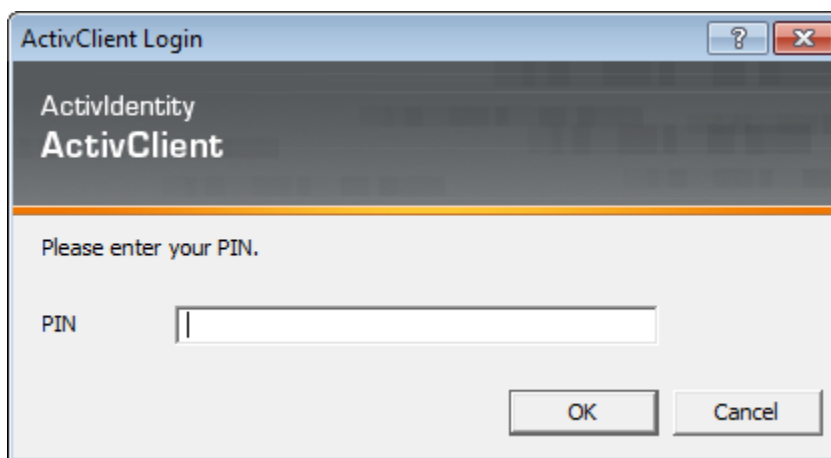 ActivClient Login
ActivIdentity
ActivClient
Please enter your PIN.
PIN
OK Cancel